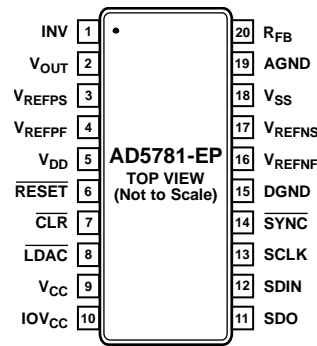 INV 1 20 RFB
VOUT 2 19 AGND
VREFPS 3 18 VSS
VREFPF 4 17 VREFNS
VDD 5 AD5781-EP 16 VREFNF
TOP VIEW
RESET 6 (Not to Scale) 15 DGND
CLR 7 14 SYNC
LDAC 8 13 SCLK
VCC 9 12 SDIN
IOVCC 10 11 SDO